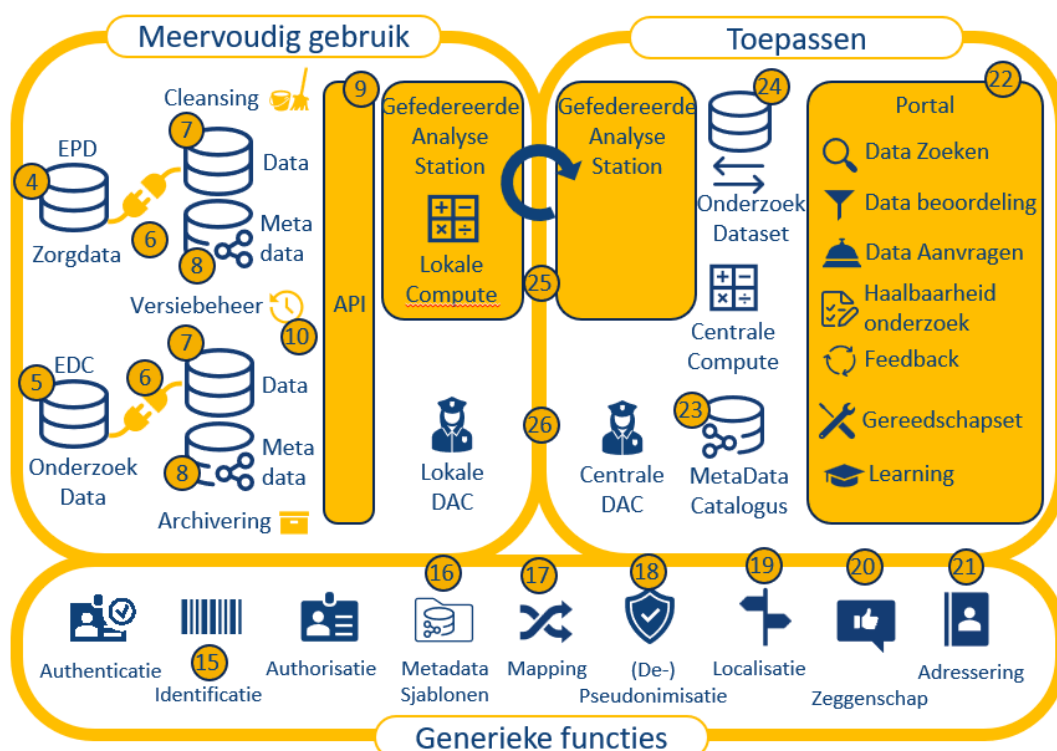 Meervoudig gebruik
Cleansing
9
7
EPD
4
Data
6
Zorgdata
Meta
data
8
Versiebeheer
10
7
EDC
5
6
Data
Onderzoek
Data
Meta
data
8
Archivering
API
Gefedereerde
Analyse
Station
Lokale
Compute
25
Lokale
DAC
26
Toepassen
Gefedereerde
Analyse
Station
24
Onderzoek
Dataset
Centrale
Compute
Centrale
DAC
23
MetaData
Catalogus
22
Portal
Data Zoeken
Data beoordeling
Data Aanvragen
Haalbaarheid
onderzoek
Feedback
Gereedschapset
Learning
Authenticatie
15
Identificatie
Authorisatie
16
Metadada
Sjablonen
17
Mapping
18
(De-)
Pseudonimisatie
19
Localisatie
20
Zeggenschap
21
Adressering
Generieke functies